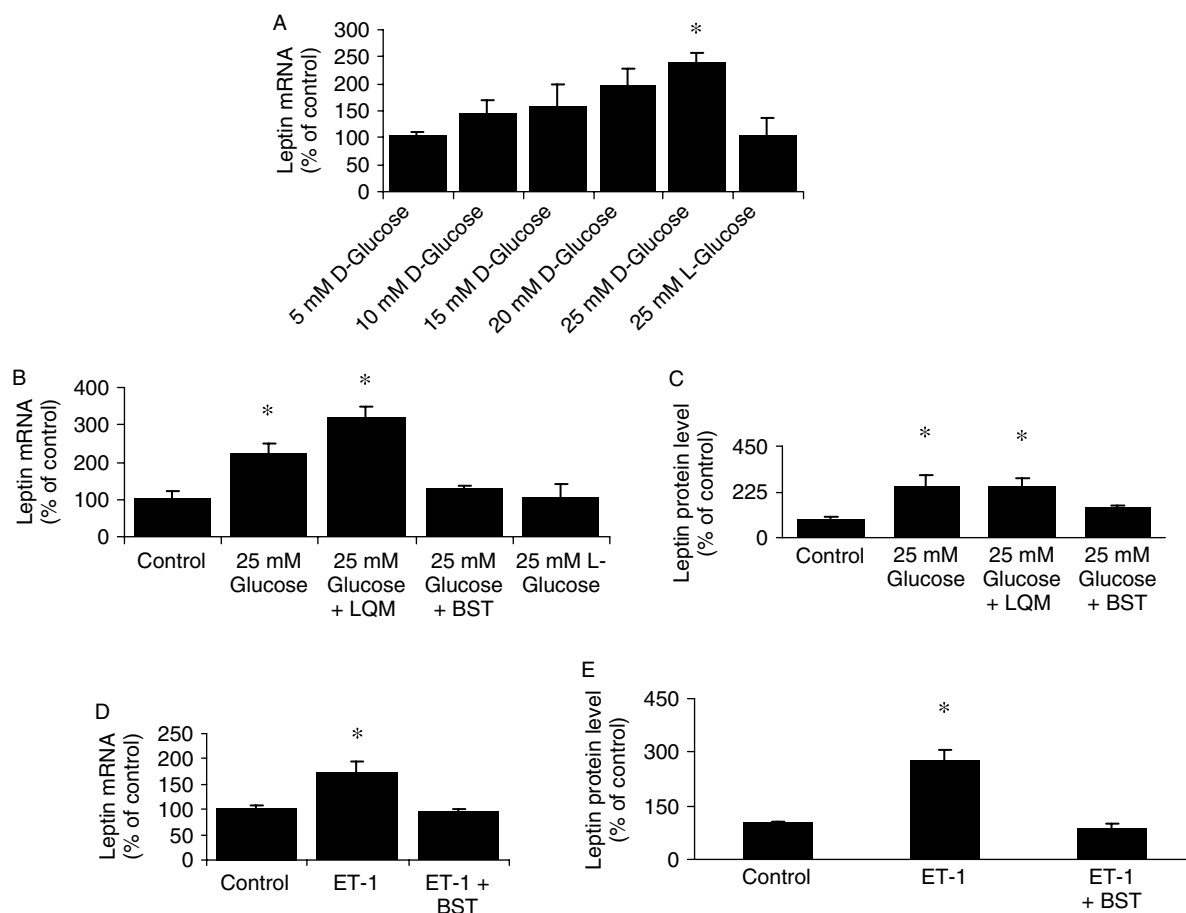 A
Leptin mRNA
(% of control)
300
250
200
150
100
50
0
*
5 mM D-Glucose
10 mM D-Glucose
15 mM D-Glucose
20 mM D-Glucose
25 mM D-Glucose
25 mM L-Glucose
B
Leptin mRNA
(% of control)
400
300
200
100
0
*
*
Control
25 mM
Glucose
25 mM
Glucose
+ LQM
25 mM
Glucose
+ BST
25 mM L-
Glucose
C
Leptin protein level
(% of control)
450
225
0
*
*
Control
25 mM
Glucose
25 mM
Glucose
+ LQM
25 mM
Glucose
+ BST
D
Leptin mRNA
(% of control)
250
200
150
100
50
0
*
Control
ET-1
ET-1 +
BST
E
Leptin protein level
(% of control)
450
300
150
0
*
Control
ET-1
ET-1
+ BST